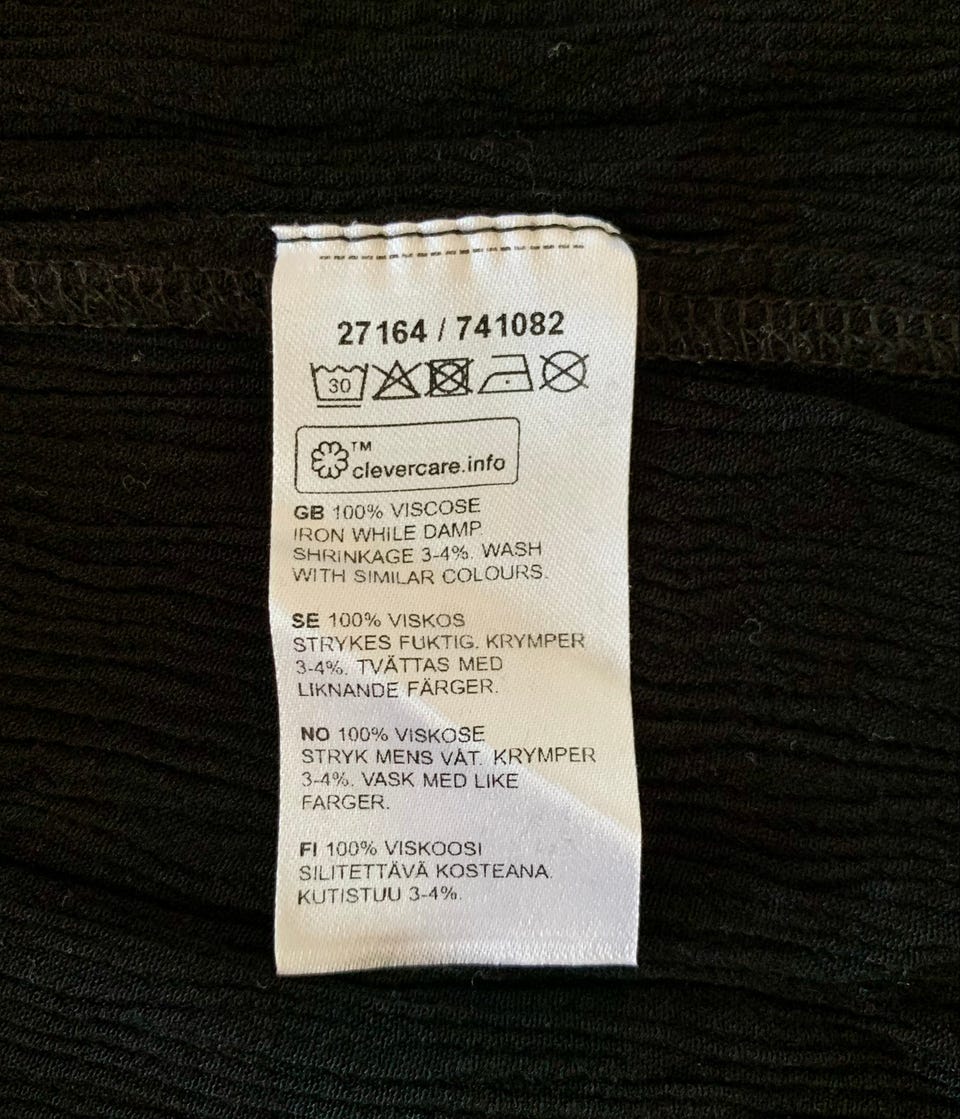 27164 / 741082
30
TM
clevercare.info
GB 100% VISCOSE
IRON WHILE DAMP.
SHRINKAGE 3-4%. WASH
WITH SIMILAR COLOURS.
SE 100% VISKOS
STRYKES FUKTIG. KRYMPER
3-4%. TVÄTTAS MED
LIKNANDE FÄRGER.
NO 100% VISKOSE
STRYK MENS VÅT. KRYMPER
3-4%. VASK MED LIKE
FARGER.
FI 100% VISKOOSI
SILITETTÄVÄ KOSTEANA.
KUTISTUU 3-4%.